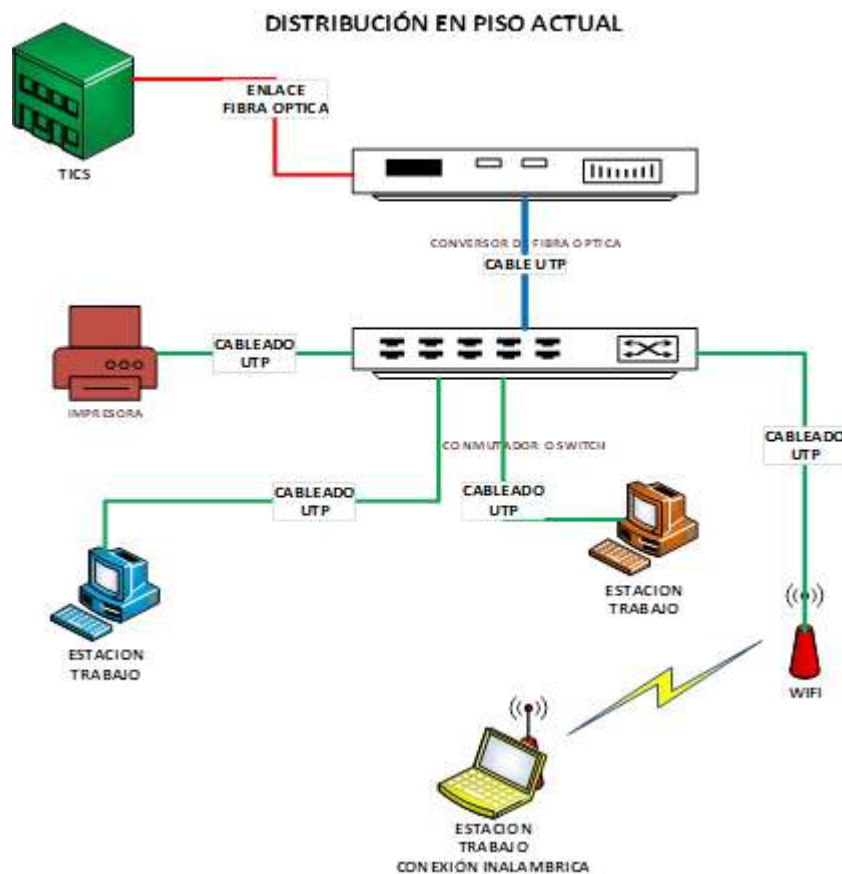 DISTRIBUCIÓN EN PISO ACTUAL
ENLACE
FIBRA OPTICA
TICS
CONVERSOR DE FIBRA OPTICA
CABLE UTP
CABLEADO
UTP
IMPRESORA
CONMUTADOR O SWITCH
CABLEADO
UTP
CABLEADO
UTP
CABLEADO
UTP
ESTACION
TRABAJO
ESTACION
TRABAJO
WIFI
ESTACION
TRABAJO
CONEXIÓN INALAMBRICA